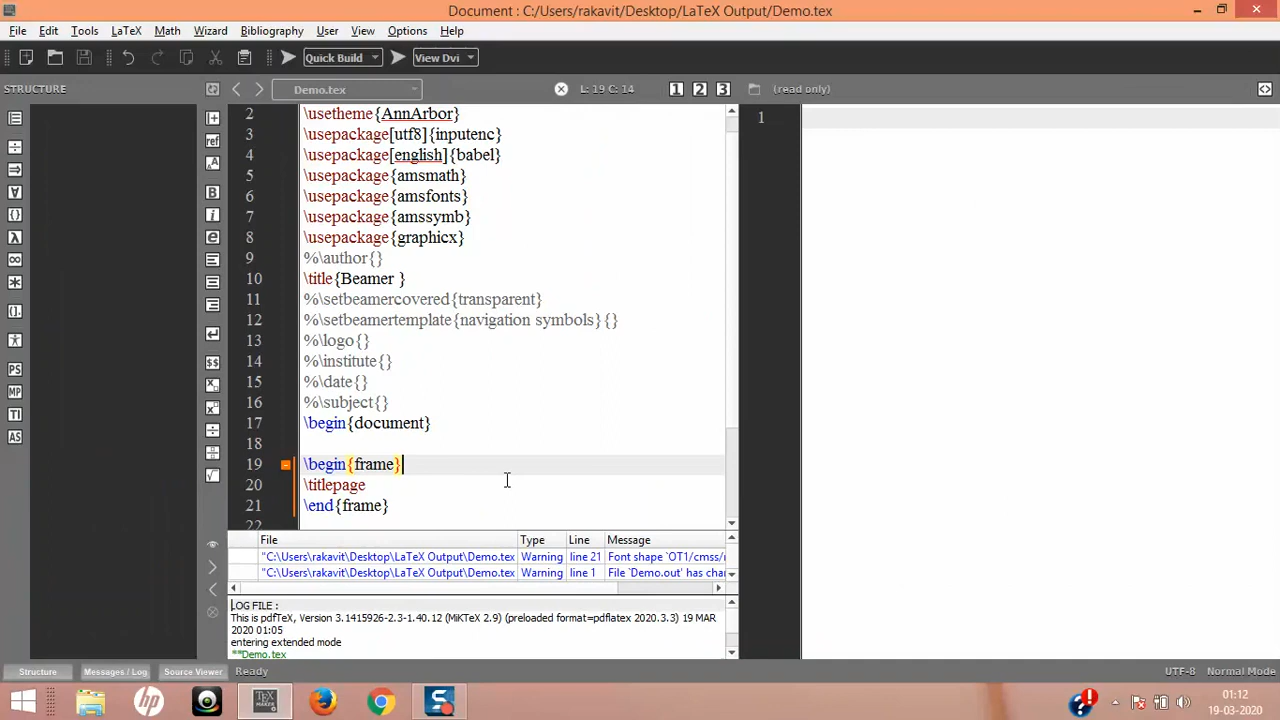 Document : C:/Users/rakavit/Desktop/LaTeX Output/Demo.tex
File Edit Tools LaTeX Math Wizard Bibliography User View Options Help
Quick Build View Dvi
STRUCTURE Demo.tex L: 19 C: 14 1 2 3 (read only)
2 \usetheme{AnnArbor} 1
3 \usepackage[utf8]{inputenc}
4 \usepackage[english]{babel}
5 \usepackage{amsmath}
6 \usepackage{amsfonts}
7 \usepackage{amssymb}
8 \usepackage{graphicx}
9 %\author{}
10 \title{Beamer }
11 %\setbeamercovered{transparent}
12 %\setbeamertemplate{navigation symbols}{}
13 %\logo{}
14 %\institute{}
15 %\date{}
16 %\subject{}
17 \begin{document}
18
19 \begin{frame}
20 \titlepage
21 \end{frame}
22
File Type Message
"C:\Users\rakavit\Desktop\LaTeX Output\Demo.tex Warning line 21 Font shape `OT1/cmss/
"C:\Users\rakavit\Desktop\LaTeX Output\Demo.tex Warning line 1 File `Demo.out' has
LOG FILE :
This is pdfTeX, Version 3.1415926-2.3-1.40.12 (MiKTeX 2.9) (preloaded format=pdflatex 2020.3.3) 19 MAR
2020 01:05
entering extended mode
**Demo.tex
Structure Messages / Log Source Viewer Ready UTF-8 Normal Mode
01:12
19-03-2020